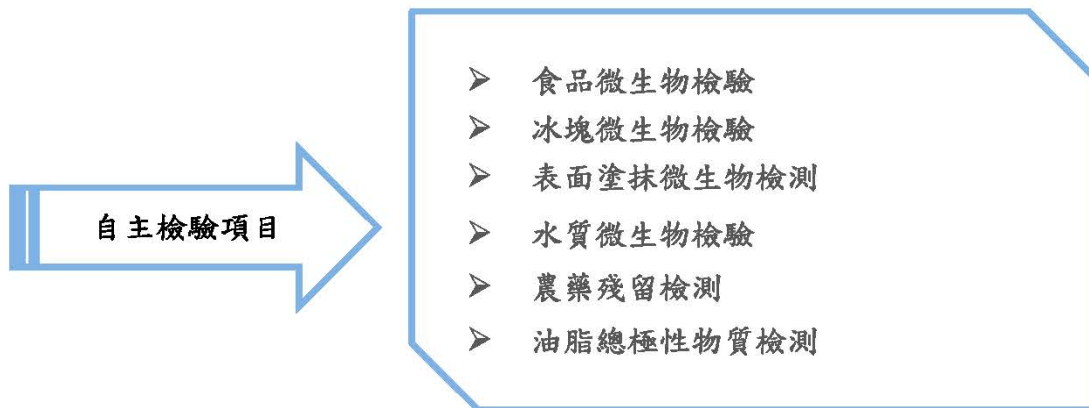 自主檢驗項目
➢ 食品微生物檢驗
➢ 冰塊微生物檢驗
➢ 表面塗抹微生物檢測
➢ 水質微生物檢驗
➢ 農藥殘留檢測
➢ 油脂總極性物質檢測